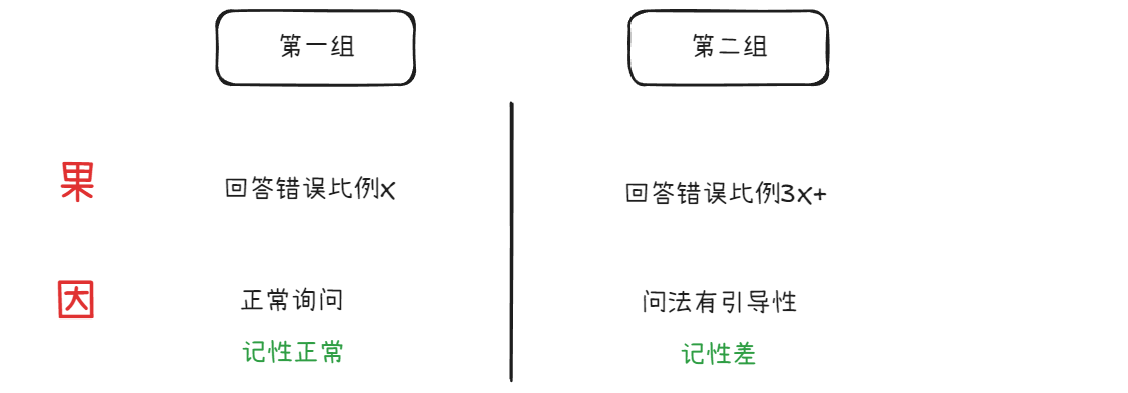 第一组
第二组
果
回答错误比例x
回答错误比例3x+
因
正常询问
问法有引导性
记性正常
记性差